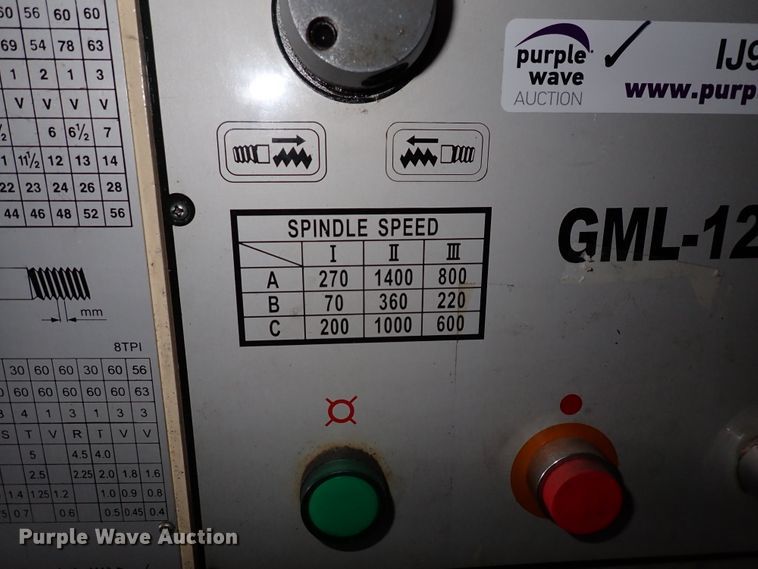 60 56 60 60
69 54 78 63
1 2 1 3
V V V V
6 6½ 7
11½ 12 13 14
22 23 24 26 28
44 46 48 52 56
mm
8TPI
30 60 30 60 60 56
60 60 60 60 60 63
4 1 3 1 3
S T V R T V V V
5 4.5 4.0
2.5 2.25 2.0 1.8 1.6
1.4 1.25 1.2 1.0 0.9 0.8
0.7 0.6 0.5 0.45 0.4
purple wave
AUCTION
IJ9
www.purp
SPINDLE SPEED
I II III
A 270 1400 800
B 70 360 220
C 200 1000 600
GML-12
Purple Wave Auction